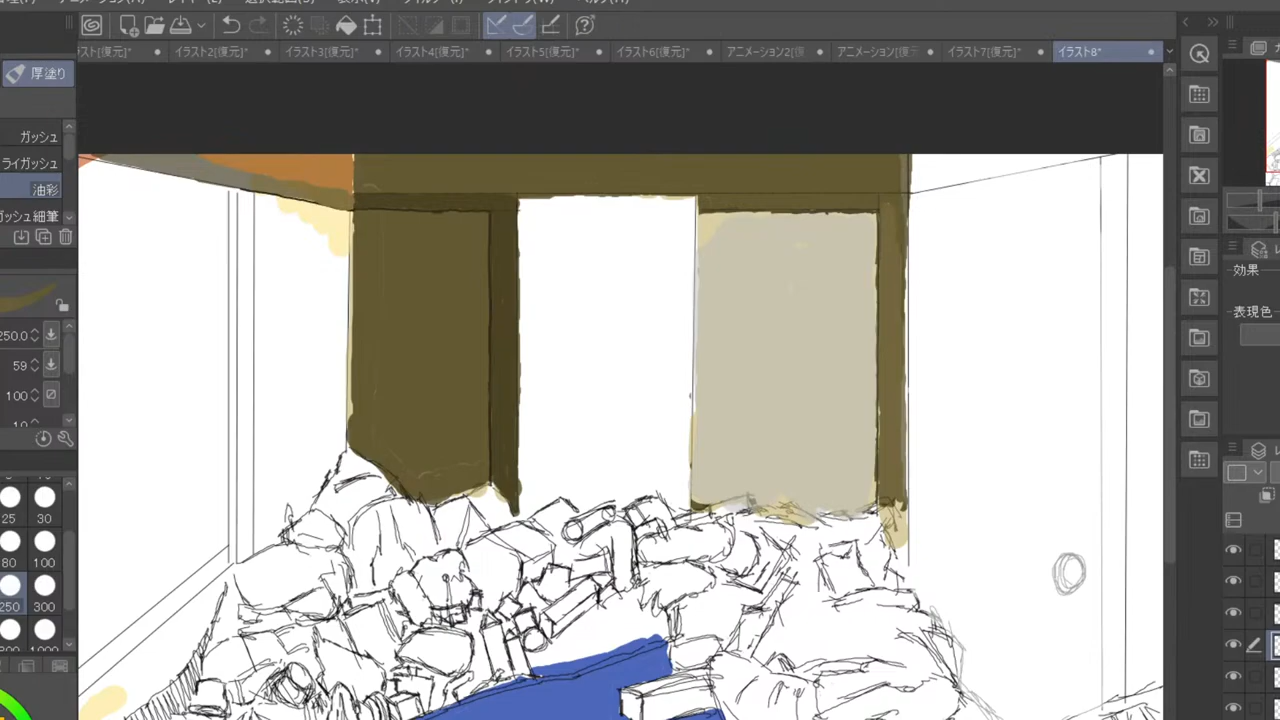 スト[復元]*
イラスト2[復元]*
イラスト3[復元]*
イラスト4[復元]*
イラスト5[復元]*
イラスト6[復元]*
アニメーション2[復
アニメーション[復元
イラスト7[復元]*
イラスト8*
厚塗り
ガッシュ
ライガッシュ
油彩
ガッシュ細筆
250.0
59
100
25
30
80
100
250
300
効果
表現色